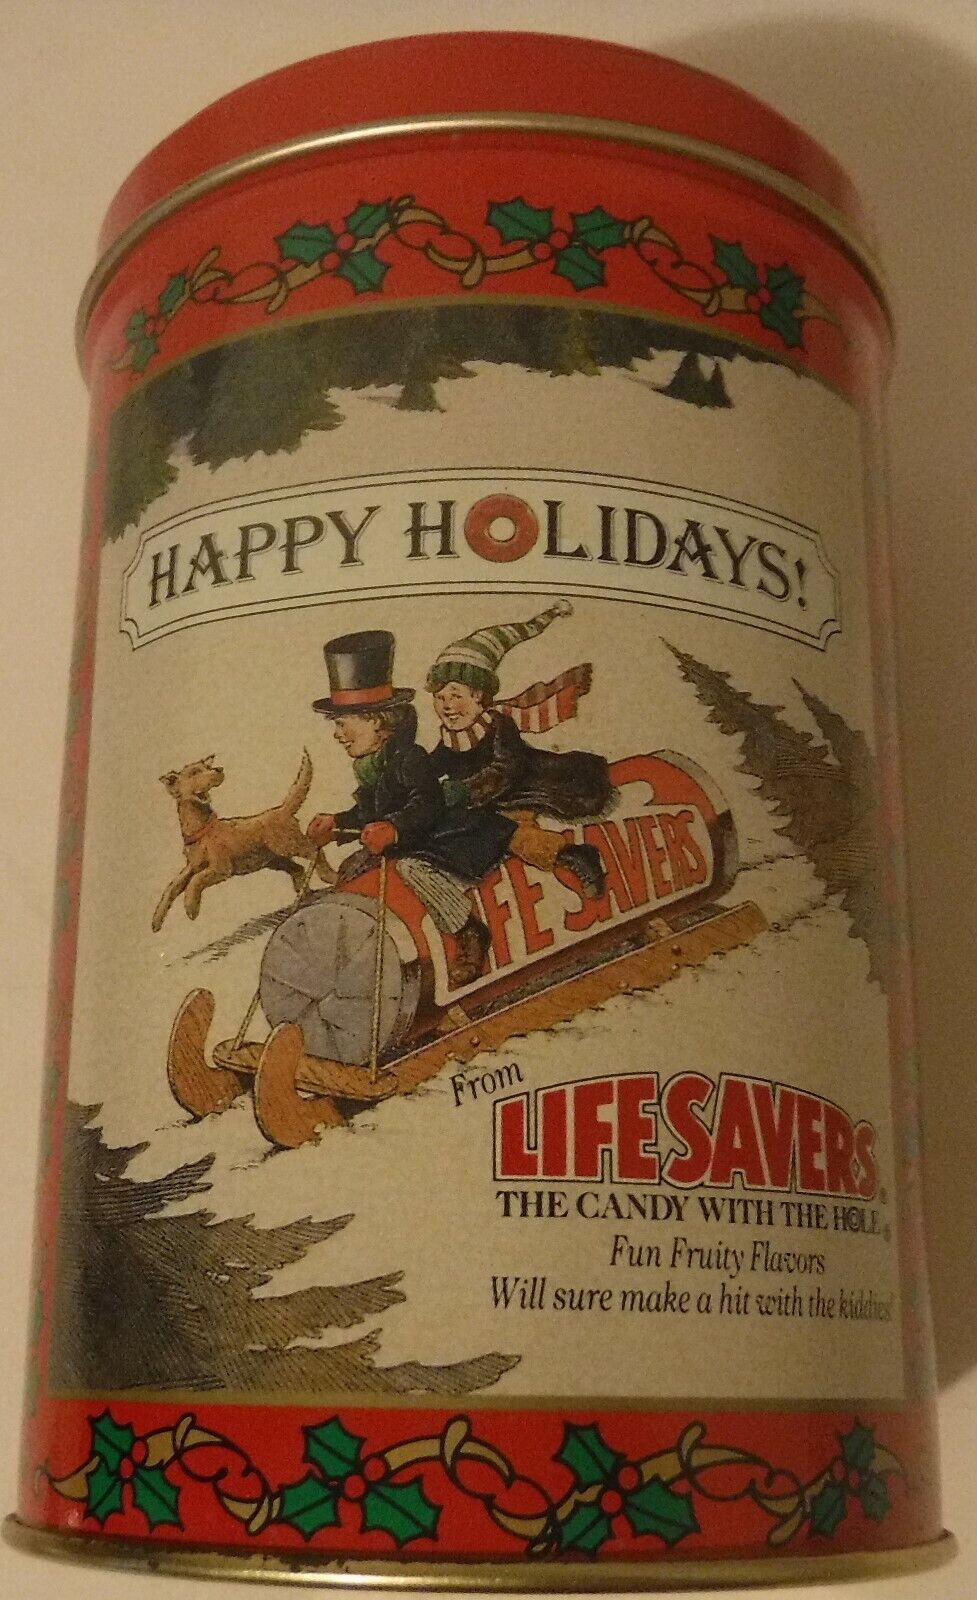 HAPPY HOLIDAYS!
LIFE SAVERS
From
LIFESAVERS®
THE CANDY WITH THE HOLE®
Fun Fruity Flavors
Will sure make a hit with the kiddies!